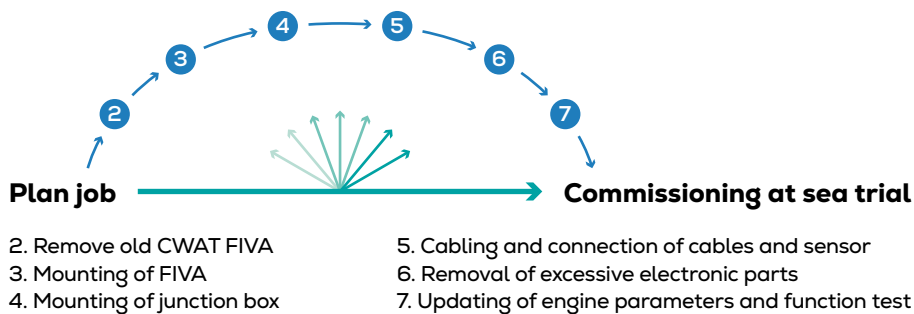 4
5
3
6
2
7
Plan job
Commissioning at sea trial
2. Remove old CWAT FIVA
3. Mounting of FIVA
4. Mounting of junction box
5. Cabling and connection of cables and sensor
6. Removal of excessive electronic parts
7. Updating of engine parameters and function test